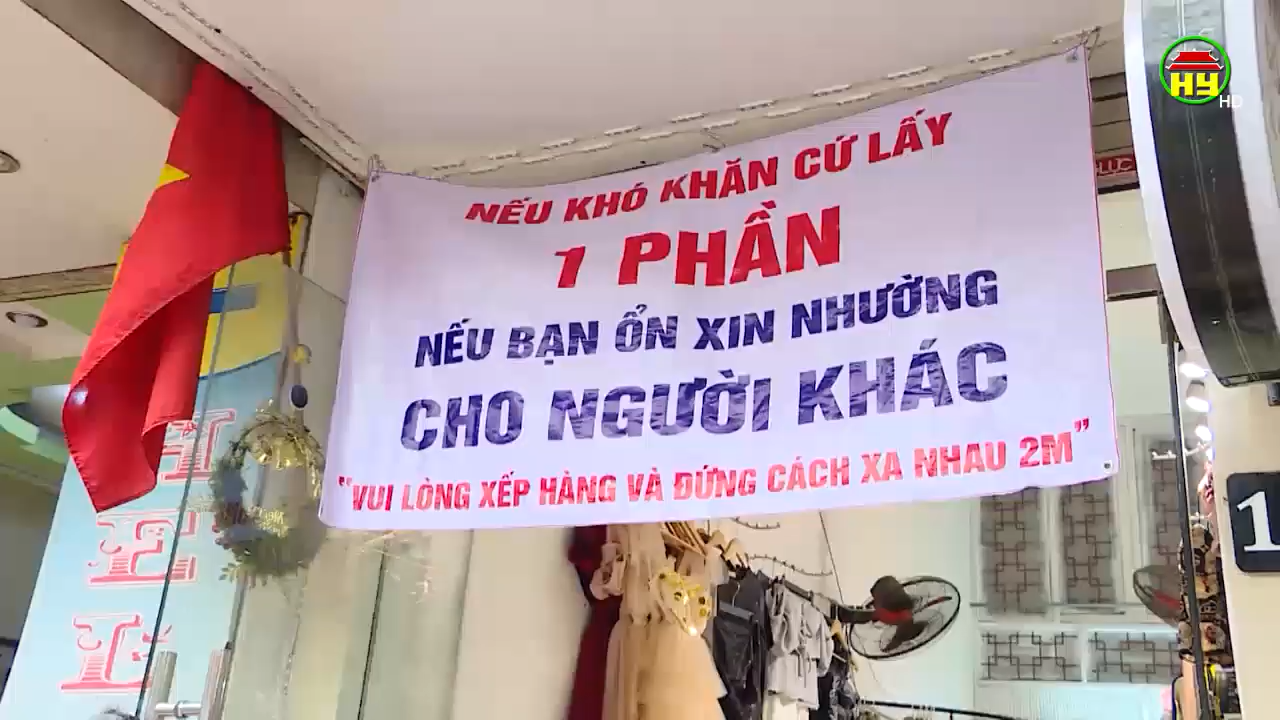 NẾU KHÓ KHĂN CỨ LẤY
1 PHẦN
NẾU BẠN ỔN XIN NHƯỜNG
CHO NGƯỜI KHÁC
"VUI LÒNG XẾP HÀNG VÀ ĐỨNG CÁCH XA NHAU 2M"
HY
HD
LỤC
1